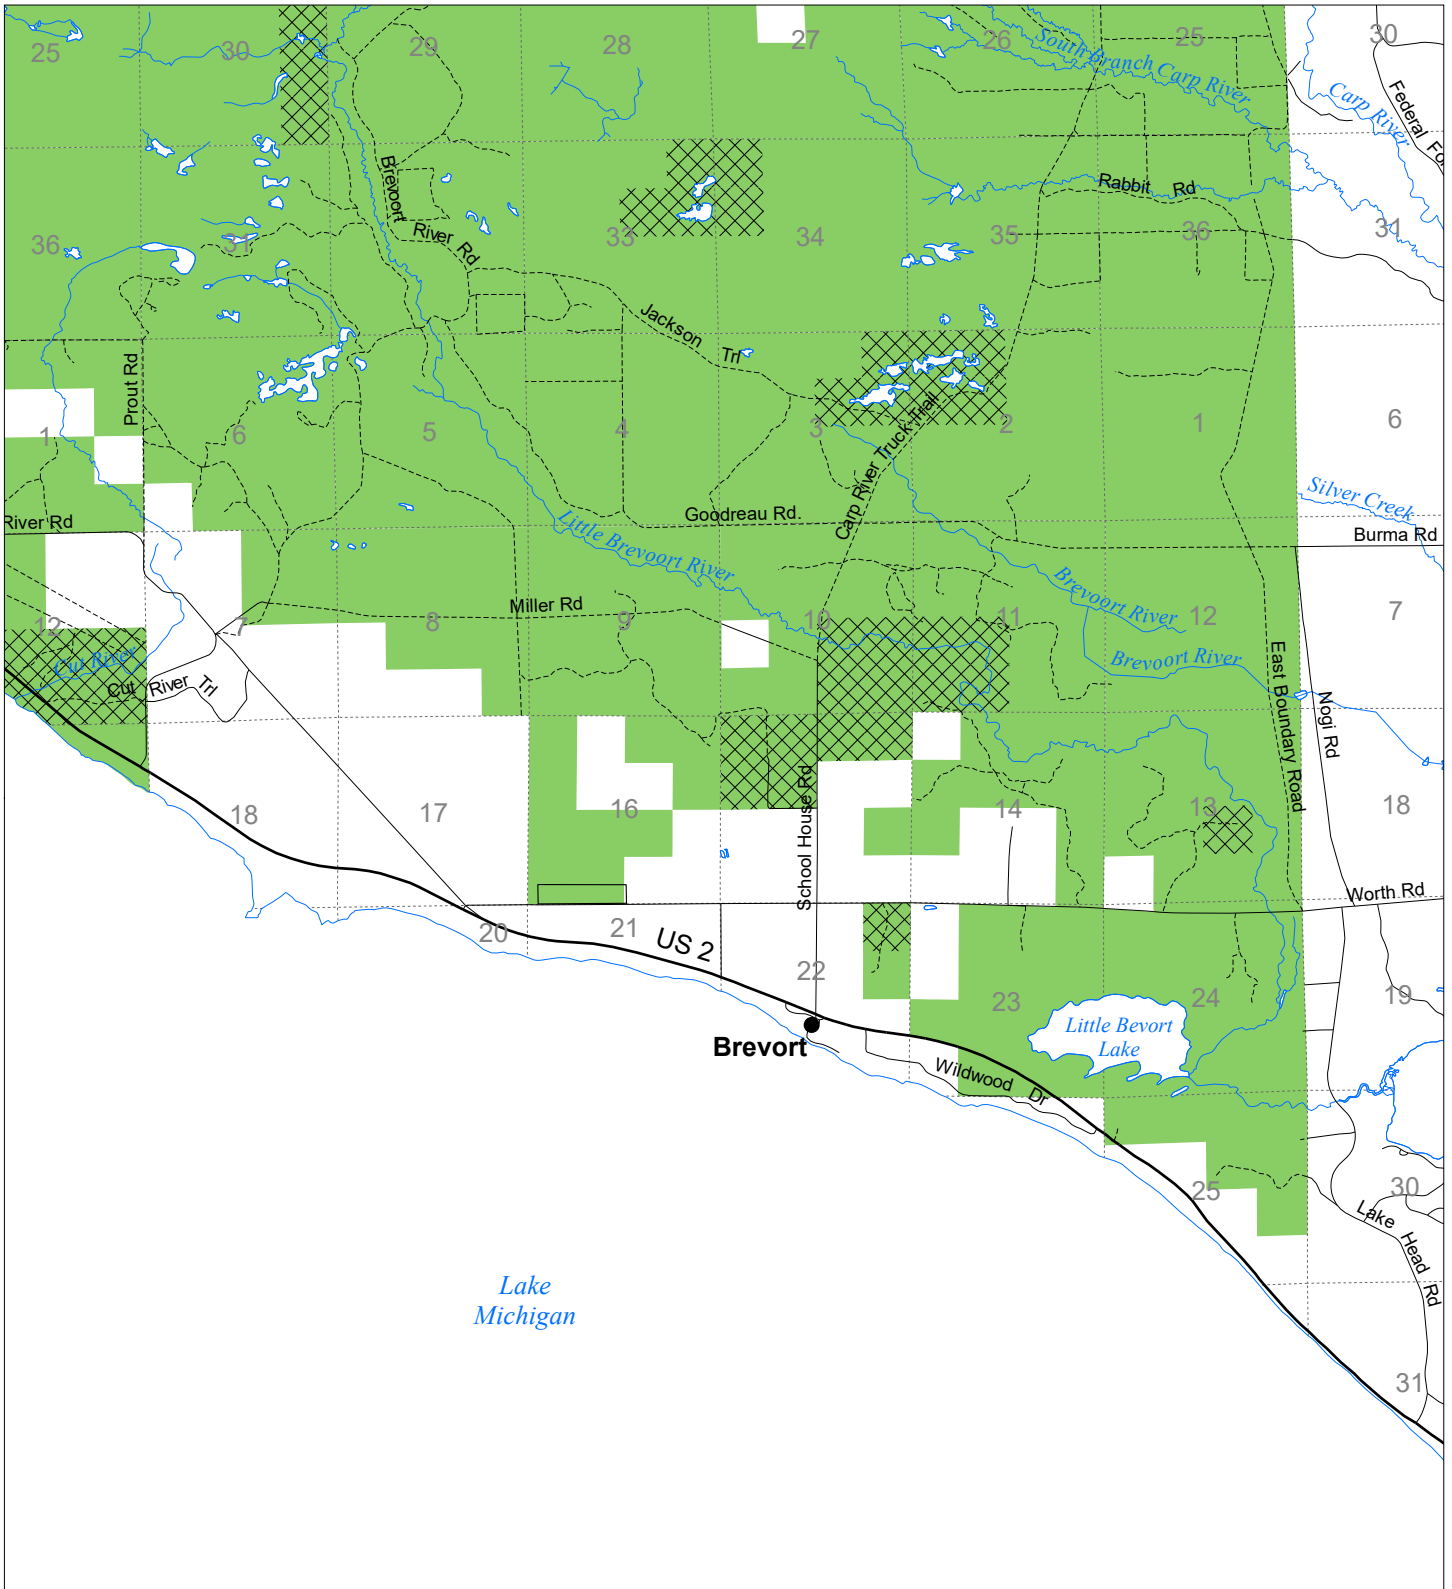 25
30
29
28
27
26
25
30
South Branch Carp River
Carp River
Federal Fo
Brevoort
River Rd
Rabbit Rd
36
31
33
34
35
36
31
Jackson Trl
Prout Rd
1
6
5
4
3
2
1
6
Carp River Truck Trail
River Rd
Goodreau Rd.
Silver Creek
Burma Rd
Little Brevoort River
Brevoort River
Miller Rd
12
7
8
9
10
11
12
7
Cut River
Cut River Trl
Brevoort River
East Boundary Road
Nogi Rd
School House Rd
18
17
16
14
13
18
Worth Rd
20
21
US 2
22
23
24
19
Little Bevort
Lake
Brevort
Wildwood Dr
25
30
Lake Head Rd
Lake
Michigan
31